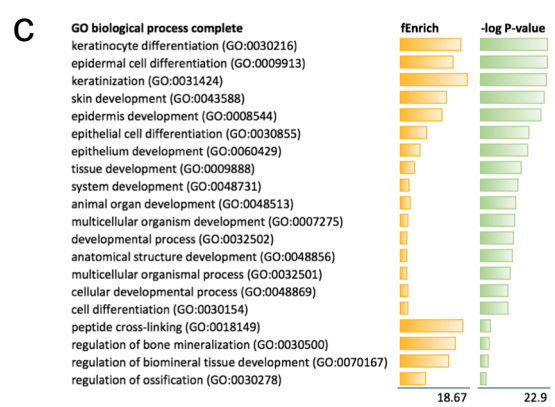 C
GO biological process complete fEnrich -log P-value
keratinocyte differentiation (GO:0030216)
epidermal cell differentiation (GO:0009913)
keratinization (GO:0031424)
skin development (GO:0043588)
epidermis development (GO:0008544)
epithelial cell differentiation (GO:0030855)
epithelium development (GO:0060429)
tissue development (GO:0009888)
system development (GO:0048731)
animal organ development (GO:0048513)
multicellular organism development (GO:0007275)
developmental process (GO:0032502)
anatomical structure development (GO:0048856)
multicellular organismal process (GO:0032501)
cellular developmental process (GO:0048869)
cell differentiation (GO:0030154)
peptide cross-linking (GO:0018149)
regulation of bone mineralization (GO:0030500)
regulation of biomineral tissue development (GO:0070167)
regulation of ossification (GO:0030278)
18.67 22.9